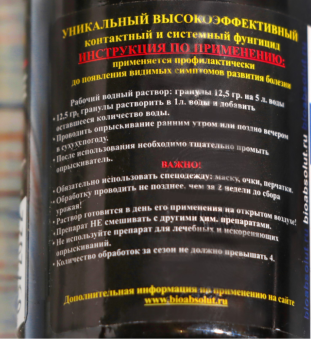 УНИКАЛЬНЫЙ ВЫСОКОЭФФЕКТИВНЫЙ
контактный и системный фунгицид
ИНСТРУКЦИЯ ПО ПРИМЕНЕНИЮ:
применяется профилактически
до появления видимых симптомов развития болезни
Рабочий водный раствор: гранулы 12,5 гр. на 5 л. воды
• 12,5 гр. гранулы растворить в 1л. воды и добавить
оставшееся количество воды.
• Проводить опрыскивание ранним утром или поздно вечером
в сухую погоду.
• После использования необходимо тщательно промыть
опрыскиватель.
ВАЖНО:
• Обязательно использовать спецодежду: маску, очки, перчатки.
• Обработку проводить не позднее, чем за 2 недели до сбора
урожая!
• Раствор готовится в день его применения на открытом воздухе!
• Препарат НЕ смешивать с другими хим. препаратами.
• Не используйте препарат для лечебных и искореняющих
опрыскиваний.
• Количество обработок за сезон не должно превышать 4.
Дополнительная информация по применению на сайте
www.bioabsolut.ru
bioabsolut.ru